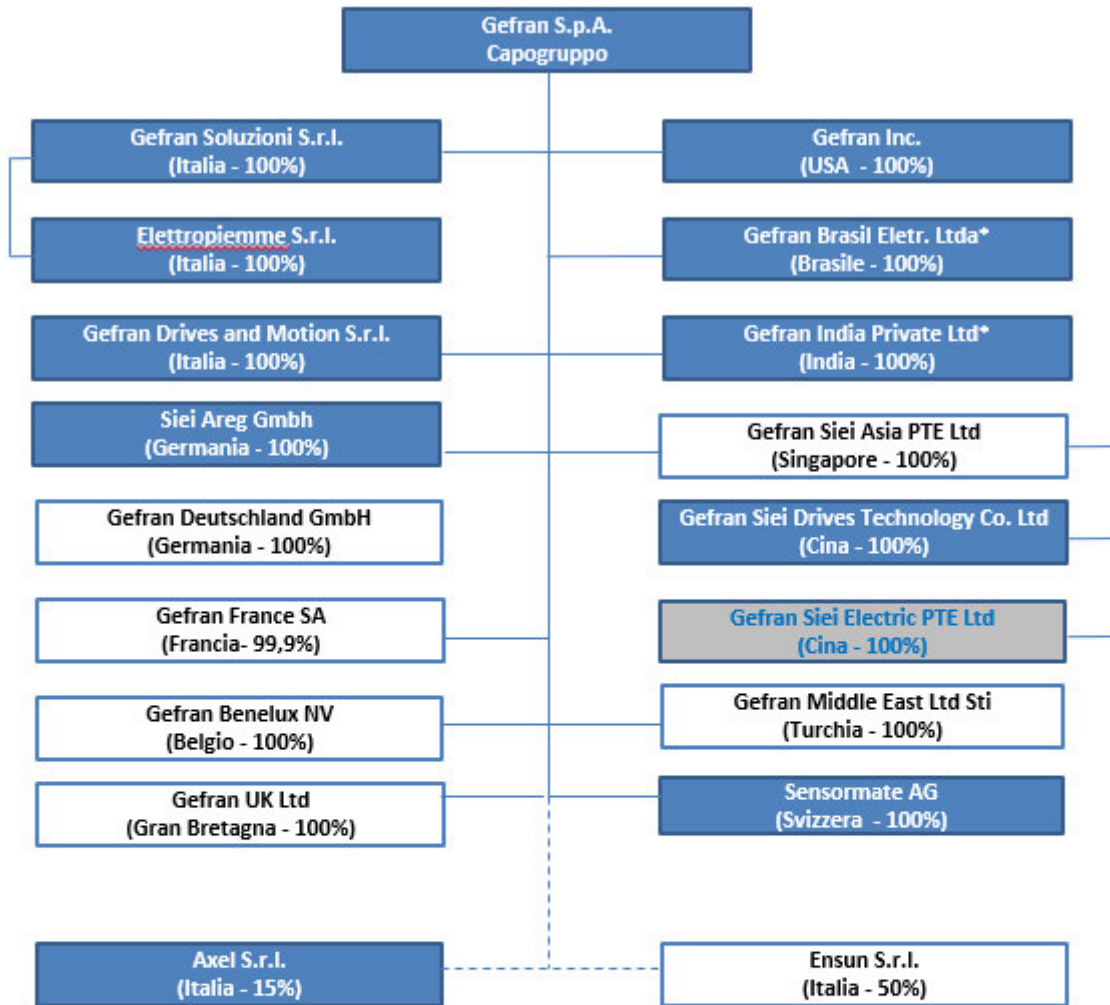 Gefran S.p.A.
Capogruppo
Gefran Soluzioni S.r.l.
(Italia - 100%)
Gefran Inc.
(USA - 100%)
Elettropiemme S.r.l.
(Italia - 100%)
Gefran Brasil Eletr. Ltda*
(Brasile - 100%)
Gefran Drives and Motion S.r.l.
(Italia - 100%)
Gefran India Private Ltd*
(India - 100%)
Siei Areg Gmbh
(Germania - 100%)
Gefran Siei Asia PTE Ltd
(Singapore - 100%)
Gefran Deutschland GmbH
(Germania - 100%)
Gefran Siei Drives Technology Co. Ltd
(Cina - 100%)
Gefran France SA
(Francia- 99,9%)
Gefran Siei Electric PTE Ltd
(Cina - 100%)
Gefran Benelux NV
(Belgio - 100%)
Gefran Middle East Ltd Sti
(Turchia - 100%)
Gefran UK Ltd
(Gran Bretagna - 100%)
Sensormate AG
(Svizzera - 100%)
Axel S.r.l.
(Italia - 15%)
Ensun S.r.l.
(Italia - 50%)